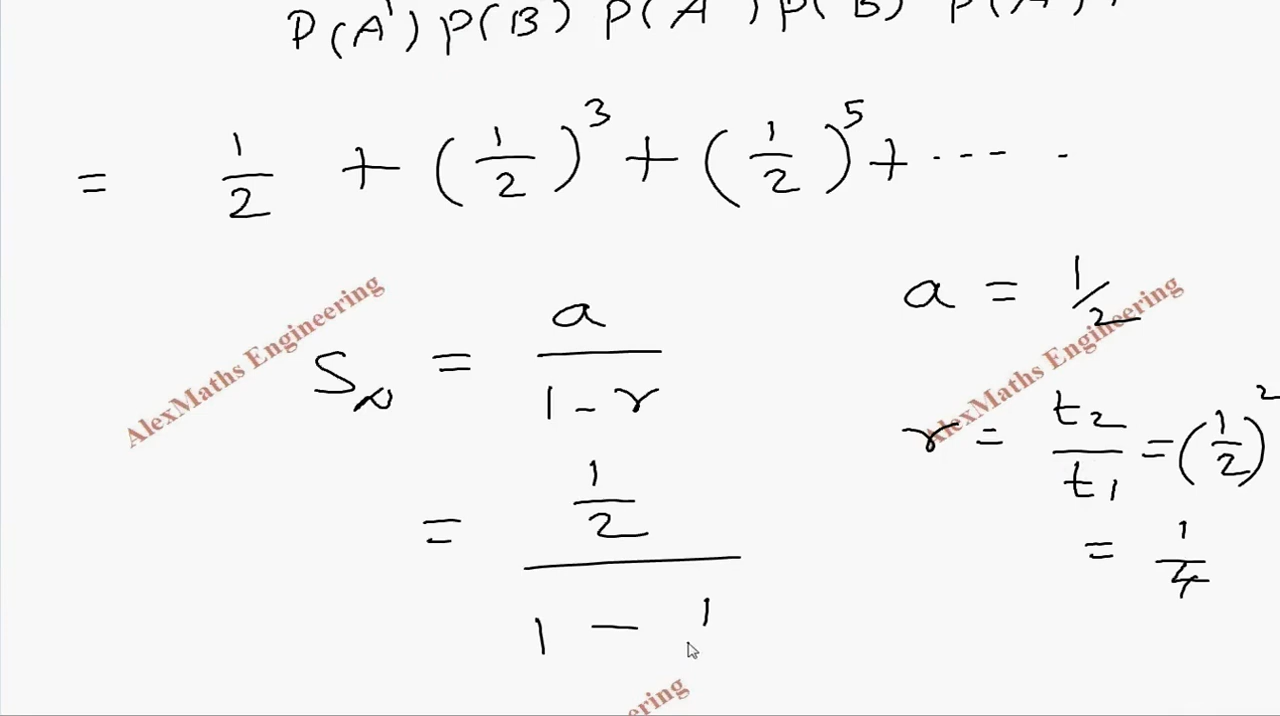 P(A') P(B) P(A') P(B') P(A')
= 1/2 + (1/2)^3 + (1/2)^5 + ---- -
a = 1/2
S∞ = a / 1 - r
r = t2/t1 = (1/2)^2
= 1/2 / 1 - 1
= 1/4
AlexMaths Engineering
AlexMaths Engineering
ering